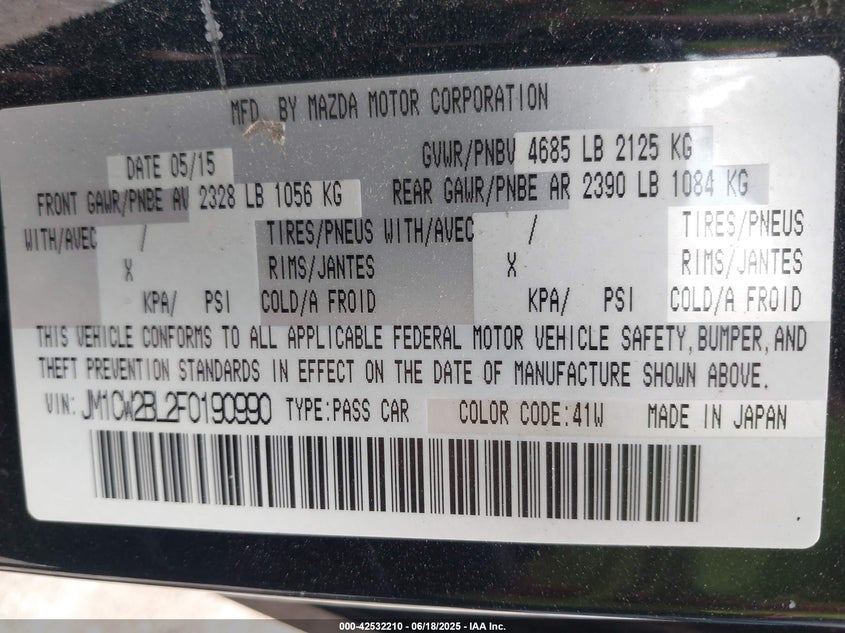 MFD. BY MAZDA MOTOR CORPORATION
DATE 05/15 GVWR/PNBV 4685 LB 2125 KG
FRONT GAWR/PNBE AV 2328 LB 1056 KG REAR GAWR/PNBE AR 2390 LB 1084 KG
WITH/AVEC / TIRES/PNEUS WITH/AVEC / TIRES/PNEUS
X RIMS/JANTES X RIMS/JANTES
KPA/ PSI COLD/A FROID KPA/ PSI COLD/A FROID
THIS VEHICLE CONFORMS TO ALL APPLICABLE FEDERAL MOTOR VEHICLE SAFETY, BUMPER, AND
THEFT PREVENTION STANDARDS IN EFFECT ON THE DATE OF MANUFACTURE SHOWN ABOVE.
VIN: JM1CW2BL2F0190990 TYPE:PASS CAR COLOR CODE:41W MADE IN JAPAN
000-42532210 - 06/18/2025 - IAA Inc.